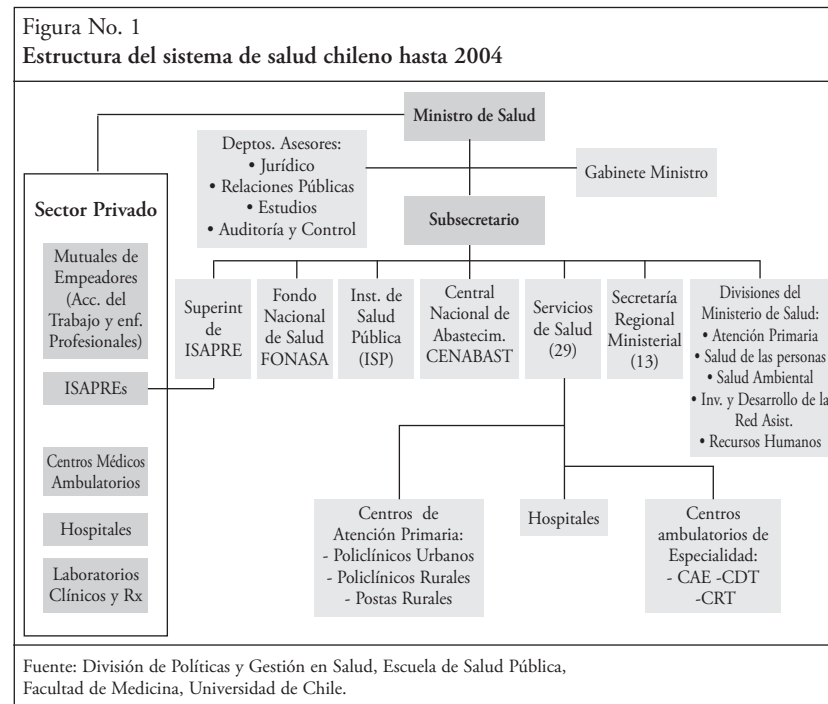 Figura No. 1
Estructura del sistema de salud chileno hasta 2004
Ministro de Salud
Deptos. Asesores:
• Jurídico
• Relaciones Públicas
• Estudios
• Auditoría y Control
Gabinete Ministro
Subsecretario
Sector Privado
Mutuales de
Empeadores
(Acc. del
Trabajo y enf.
Profesionales)
ISAPREs
Centros Médicos
Ambulatorios
Hospitales
Laboratorios
Clínicos y Rx
Superint
de
ISAPRE
Fondo
Nacional
de Salud
FONASA
Inst. de
Salud
Pública
(ISP)
Central
Nacional de
Abastecim.
CENABAST
Servicios
de Salud
(29)
Secretaría
Regional
Ministerial
(13)
Divisiones del
Ministerio de Salud:
• Atención Primaria
• Salud de las personas
• Salud Ambiental
• Inv. y Desarrollo de la
Red Asist.
• Recursos Humanos
Centros de
Atención Primaria:
- Policlínicos Urbanos
- Policlínicos Rurales
- Postas Rurales
Hospitales
Centros
ambulatorios de
Especialidad:
- CAE -CDT
-CRT
Fuente: División de Políticas y Gestión en Salud, Escuela de Salud Pública,
Facultad de Medicina, Universidad de Chile.